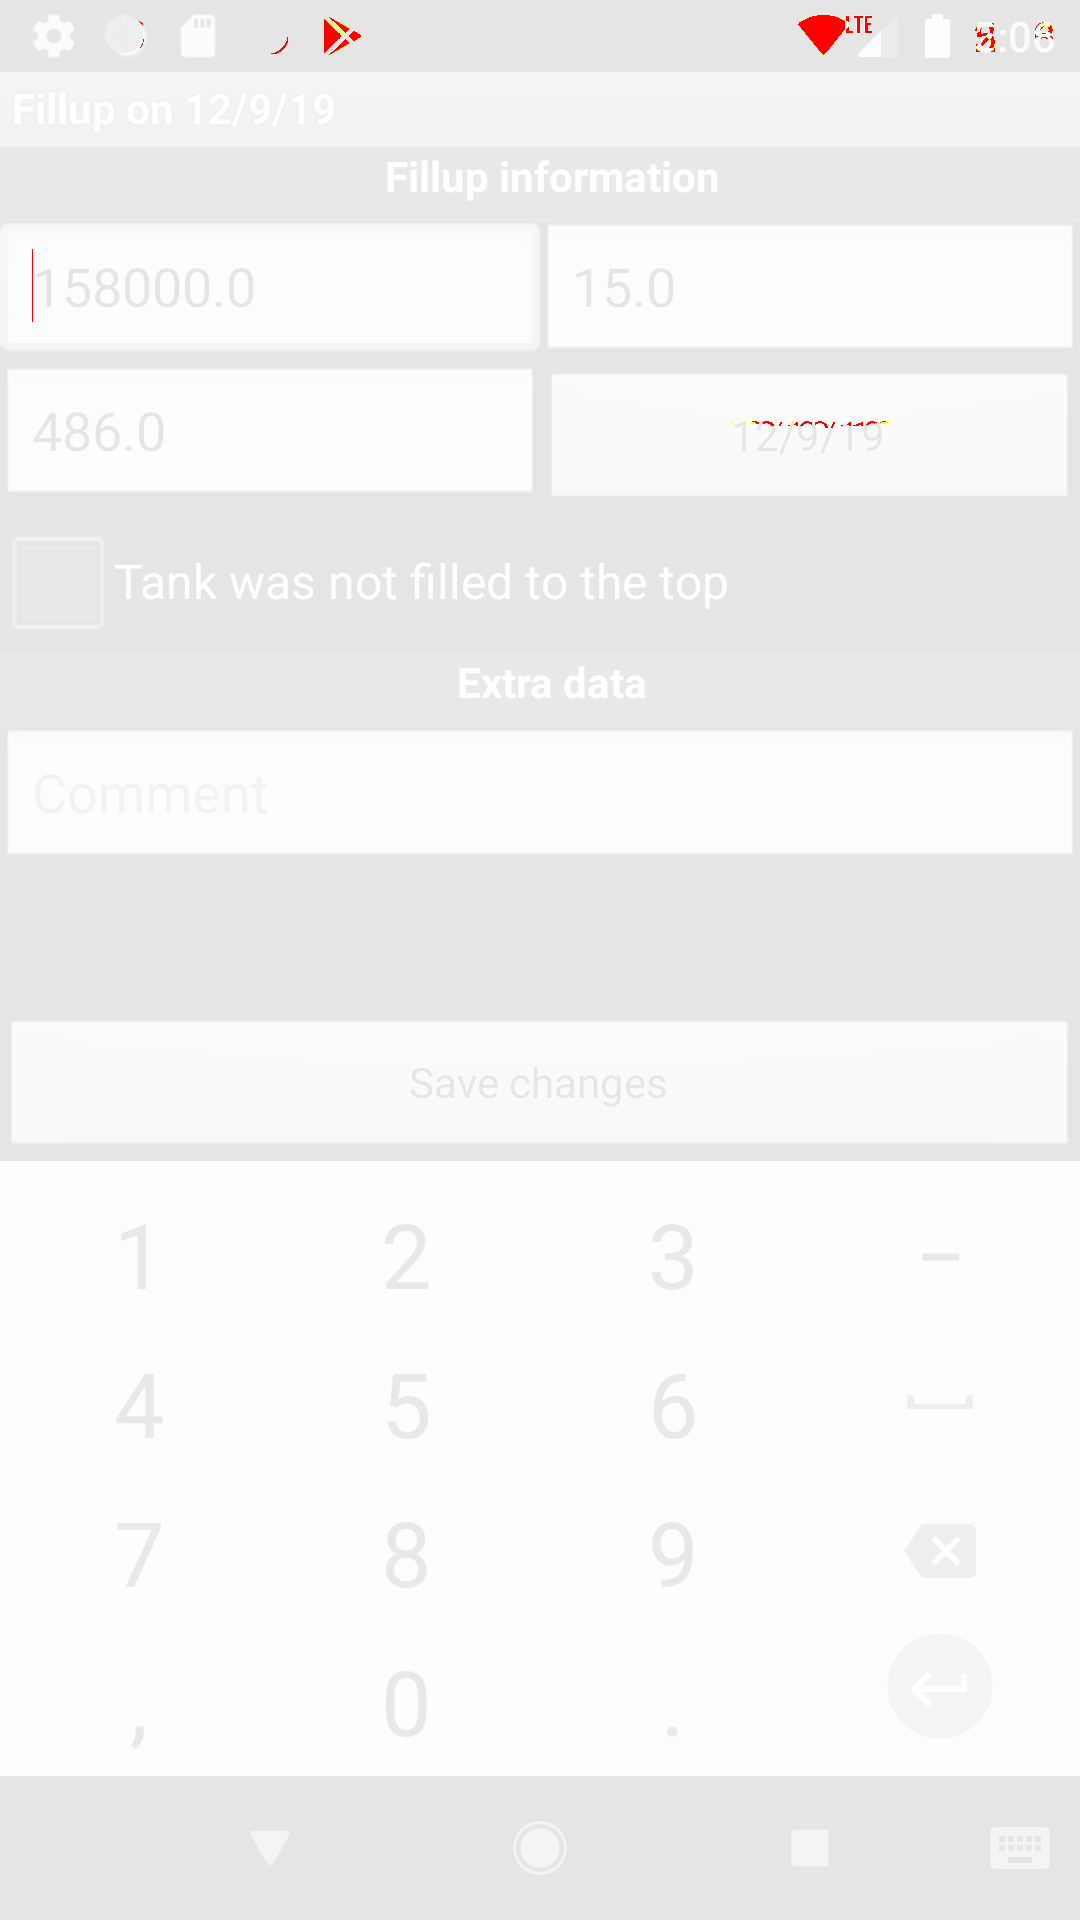 LTE :06
Fillup on 12/9/19
Fillup information
158000.0 15.0
486.0 12/9/19
Tank was not filled to the top
Extra data
Comment
Save changes
1 2 3 –
4 5 6
7 8 9
, 0 .